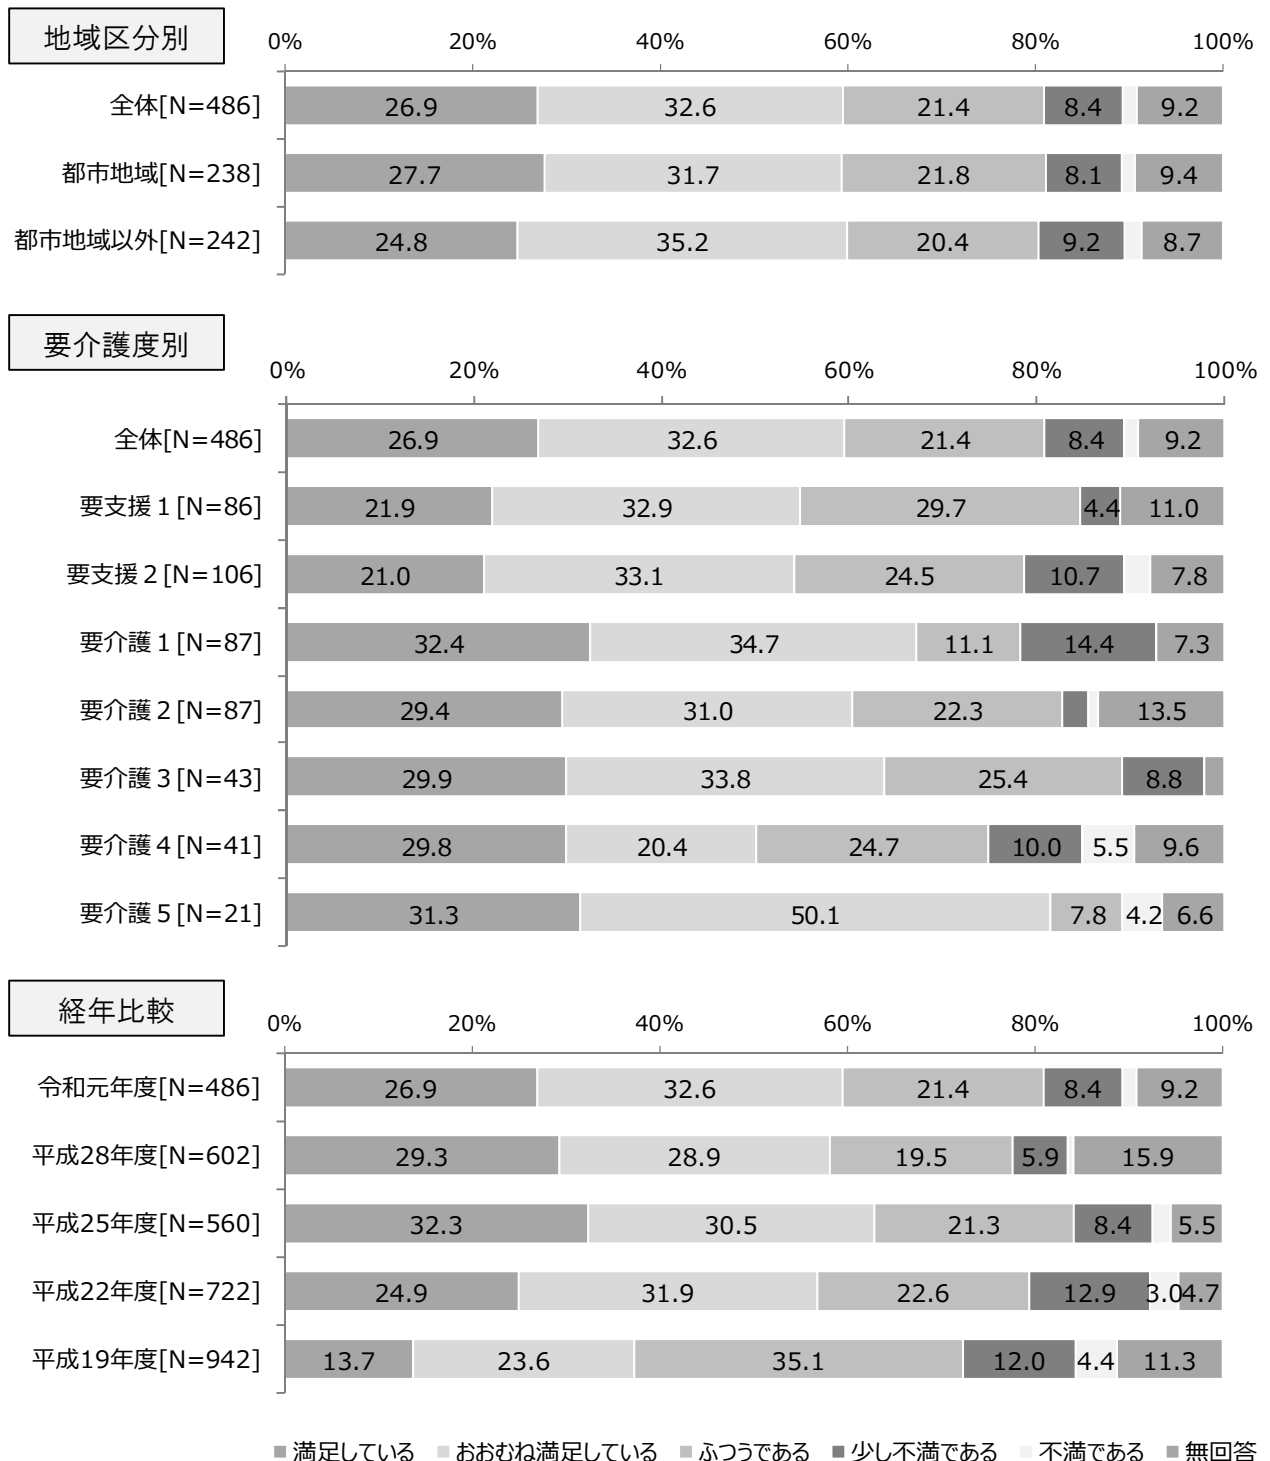 地域区分別
0% 20% 40% 60% 80% 100%
全体[N=486] 26.9 32.6 21.4 8.4 9.2
都市地域[N=238] 27.7 31.7 21.8 8.1 9.4
都市地域以外[N=242] 24.8 35.2 20.4 9.2 8.7
要介護度別
0% 20% 40% 60% 80% 100%
全体[N=486] 26.9 32.6 21.4 8.4 9.2
要支援１[N=86] 21.9 32.9 29.7 4.4 11.0
要支援２[N=106] 21.0 33.1 24.5 10.7 7.8
要介護１[N=87] 32.4 34.7 11.1 14.4 7.3
要介護２[N=87] 29.4 31.0 22.3 13.5
要介護３[N=43] 29.9 33.8 25.4 8.8
要介護４[N=41] 29.8 20.4 24.7 10.0 5.5 9.6
要介護５[N=21] 31.3 50.1 7.8 4.2 6.6
経年比較
0% 20% 40% 60% 80% 100%
令和元年度[N=486] 26.9 32.6 21.4 8.4 9.2
平成28年度[N=602] 29.3 28.9 19.5 5.9 15.9
平成25年度[N=560] 32.3 30.5 21.3 8.4 5.5
平成22年度[N=722] 24.9 31.9 22.6 12.9 3.0 4.7
平成19年度[N=942] 13.7 23.6 35.1 12.0 4.4 11.3
満足している おおむね満足している ふつうである 少し不満である 不満である 無回答